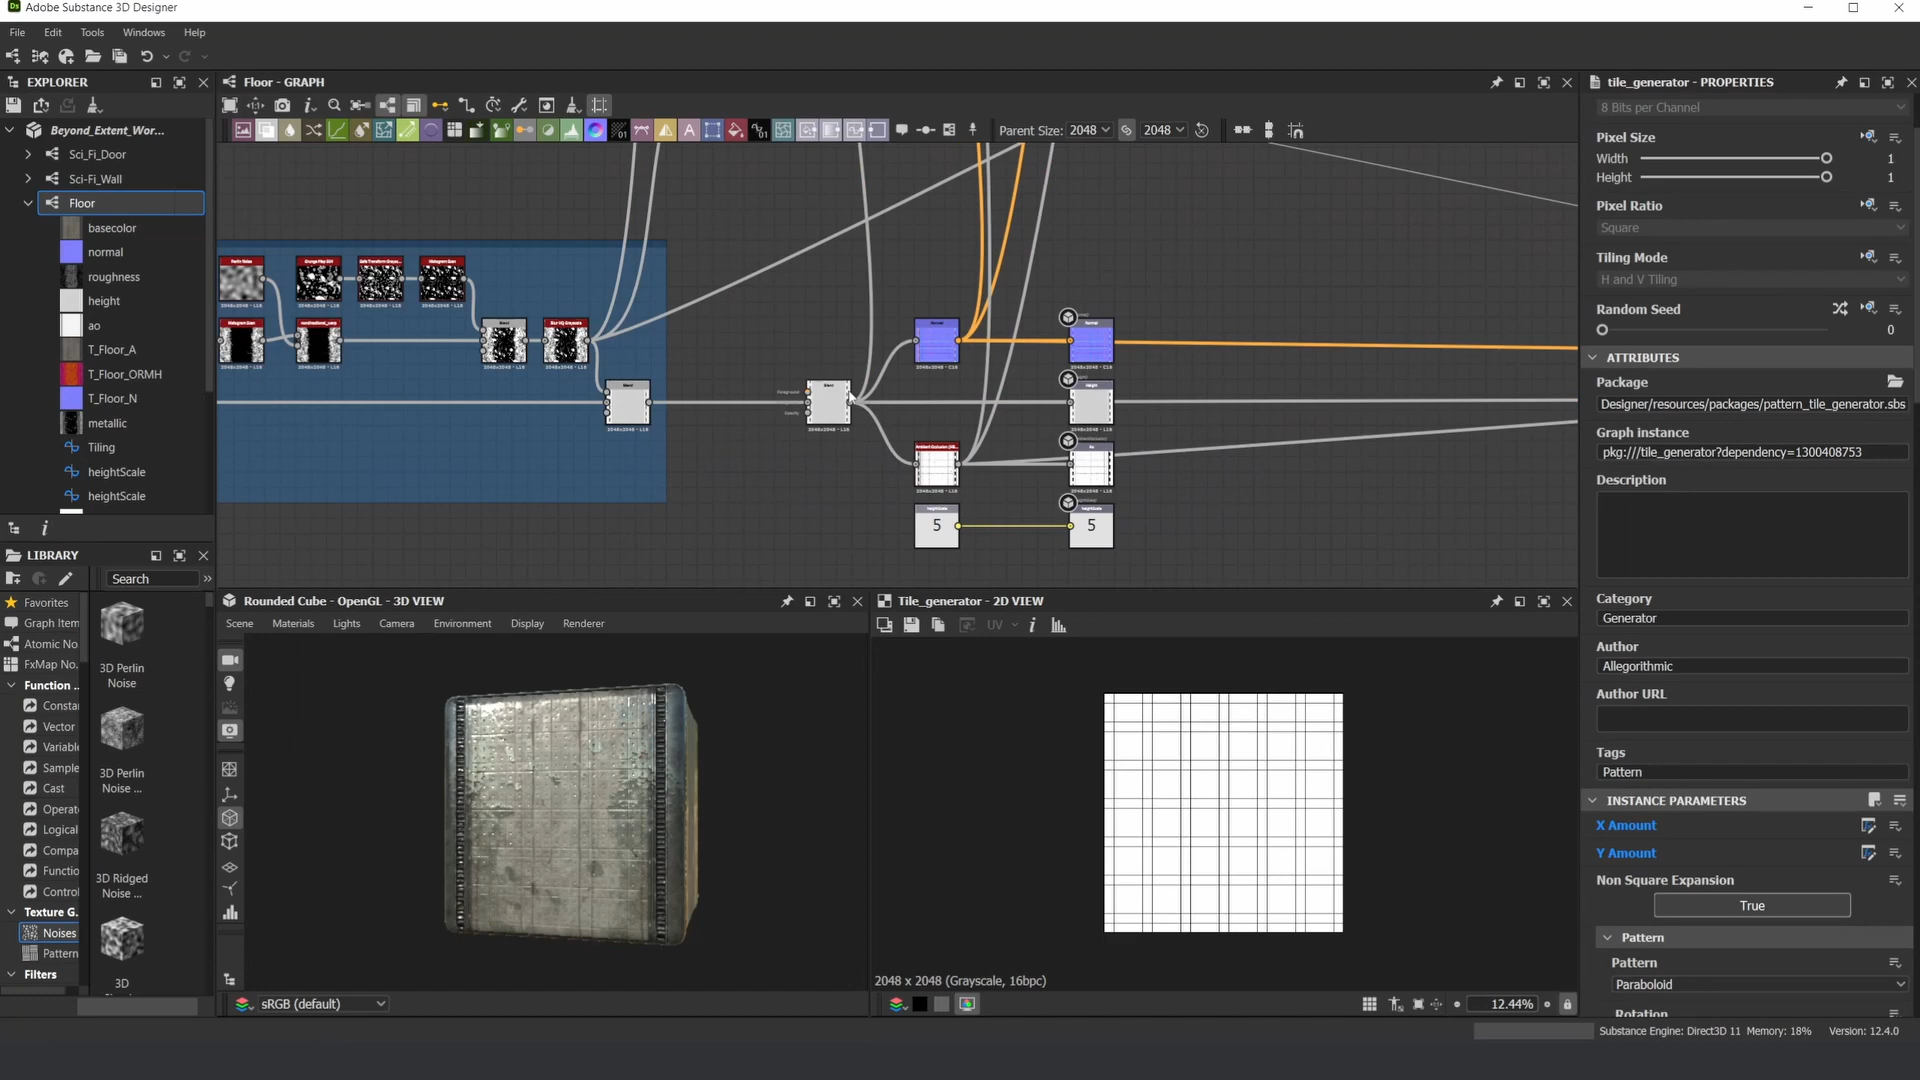 Adobe Substance 3D Designer
File
Edit
Tools
Windows
Help
EXPLORER
Beyond_Extent_Wor...
Sci_Fi_Door
Sci-Fi_Wall
Floor
basecolor
normal
roughness
height
ao
T_Floor_A
T_Floor_ORMH
T_Floor_N
metallic
Tiling
heightScale
heightScale
LIBRARY
Search
Favorites
Graph Item
Atomic No
FxMap No.
Function ..
Consta
Vector
Variable
Sample
Cast
Operate
Logical
Compa
Functio
Contro
Texture G.
Noises
Pattern
Filters
3D Perlin
Noise
3D Perlin
Noise ...
3D Ridged
Noise ...
3D
Floor - GRAPH
Parent Size: 2048
2048
5
5
Rounded Cube - OpenGL - 3D VIEW
Scene
Materials
Lights
Camera
Environment
Display
Renderer
sRGB (default)
Tile_generator - 2D VIEW
UV
2048 x 2048 (Grayscale, 16bpc)
12.44%
tile_generator - PROPERTIES
8 Bits per Channel
Pixel Size
Width 1
Height 1
Pixel Ratio
Square
Tiling Mode
H and V Tiling
Random Seed
0
ATTRIBUTES
Package
Designer/resources/packages/pattern_tile_generator.sbs
Graph instance
pkg:///tile_generator?dependency=1300408753
Description
Category
Generator
Author
Allegorithmic
Author URL
Tags
Pattern
INSTANCE PARAMETERS
X Amount
Y Amount
Non Square Expansion
True
Pattern
Pattern
Paraboloid
Rotation
Substance Engine: Direct3D 11 Memory: 18% Version: 12.4.0